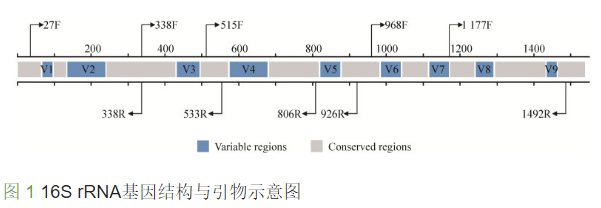 27F 338F 515F 968F 1 177F
200 400 600 800 1000 1200 1400
V1 V2 V3 V4 V5 V6 V7 V8 V9
338R 533R 806R 926R 1492R
Variable regions Conserved regions
图 1 16S rRNA基因结构与引物示意图